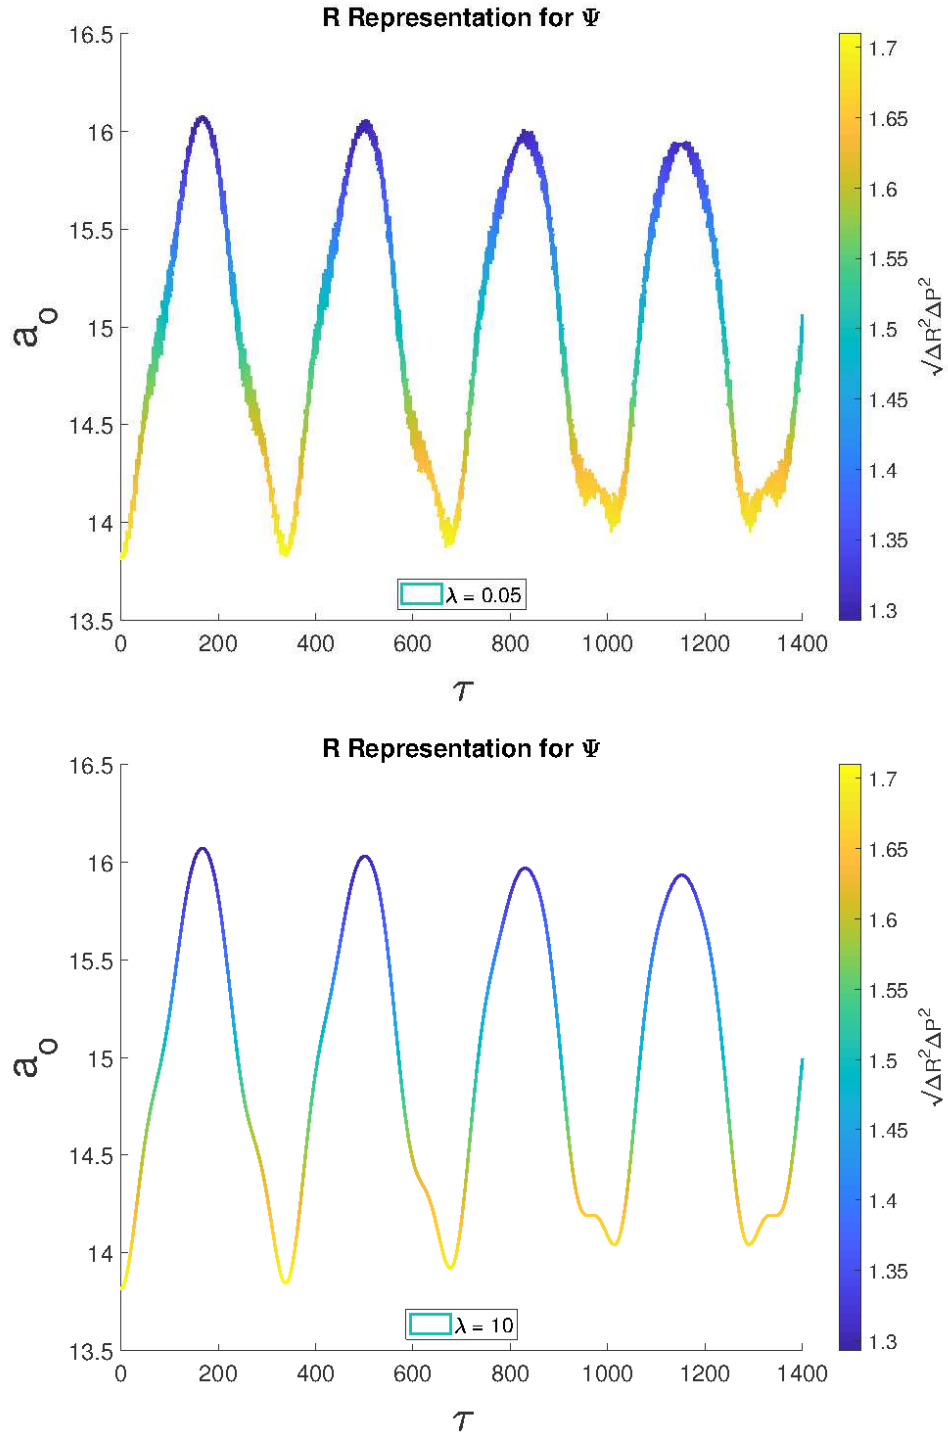 R Representation for Ψ
16.5
16
15.5
15
14.5
14
13.5
a₀
0 200 400 600 800 1000 1200 1400
τ
λ = 0.05
1.7
1.65
1.6
1.55
1.5
1.45
1.4
1.35
1.3
√ΔR²ΔP²
R Representation for Ψ
16.5
16
15.5
15
14.5
14
13.5
a₀
0 200 400 600 800 1000 1200 1400
τ
λ = 10
1.7
1.65
1.6
1.55
1.5
1.45
1.4
1.35
1.3
√ΔR²ΔP²